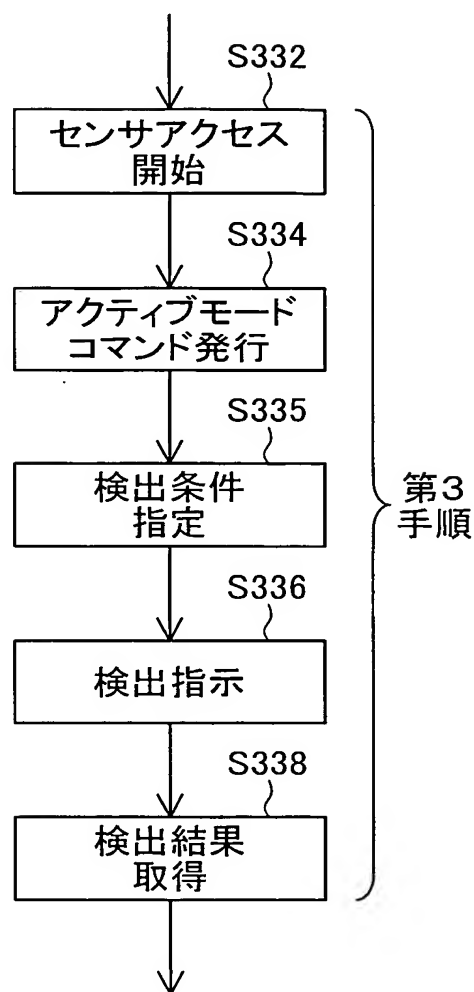 S332
センサアクセス
開始
S334
アクティブモード
コマンド発行
S335
検出条件
指定
第3
手順
S336
検出指示
S338
検出結果
取得